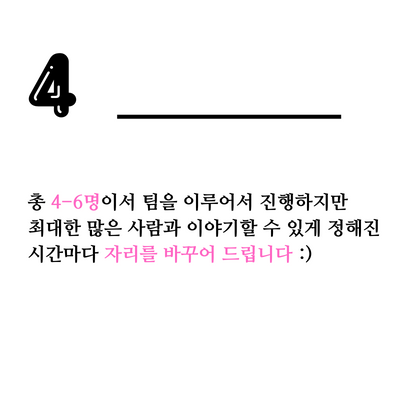 4
총 4-6명이서 팀을 이루어서 진행하지만
최대한 많은 사람과 이야기할 수 있게 정해진
시간마다 자리를 바꾸어 드립니다 :)